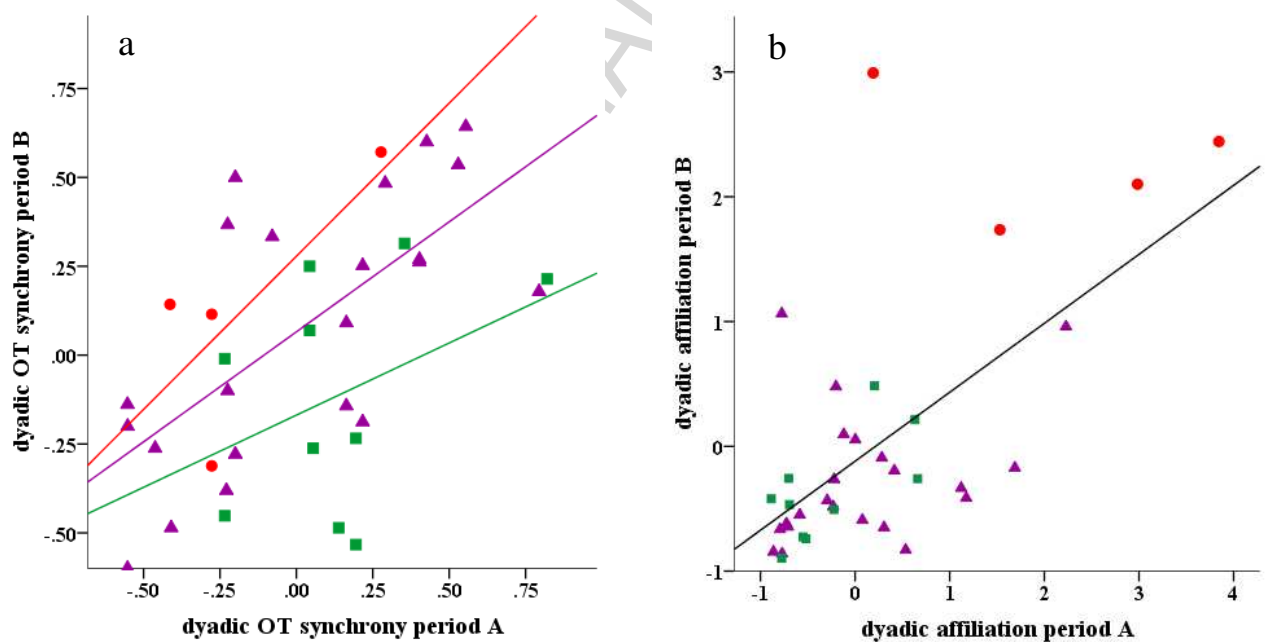 a
.75
.50
.25
.00
-.25
-.50
dyadic OT synchrony period B
-.50 -.25 .00 .25 .50 .75
dyadic OT synchrony period A
b
3
2
1
0
-1
dyadic affiliation period B
-1 0 1 2 3 4
dyadic affiliation period A